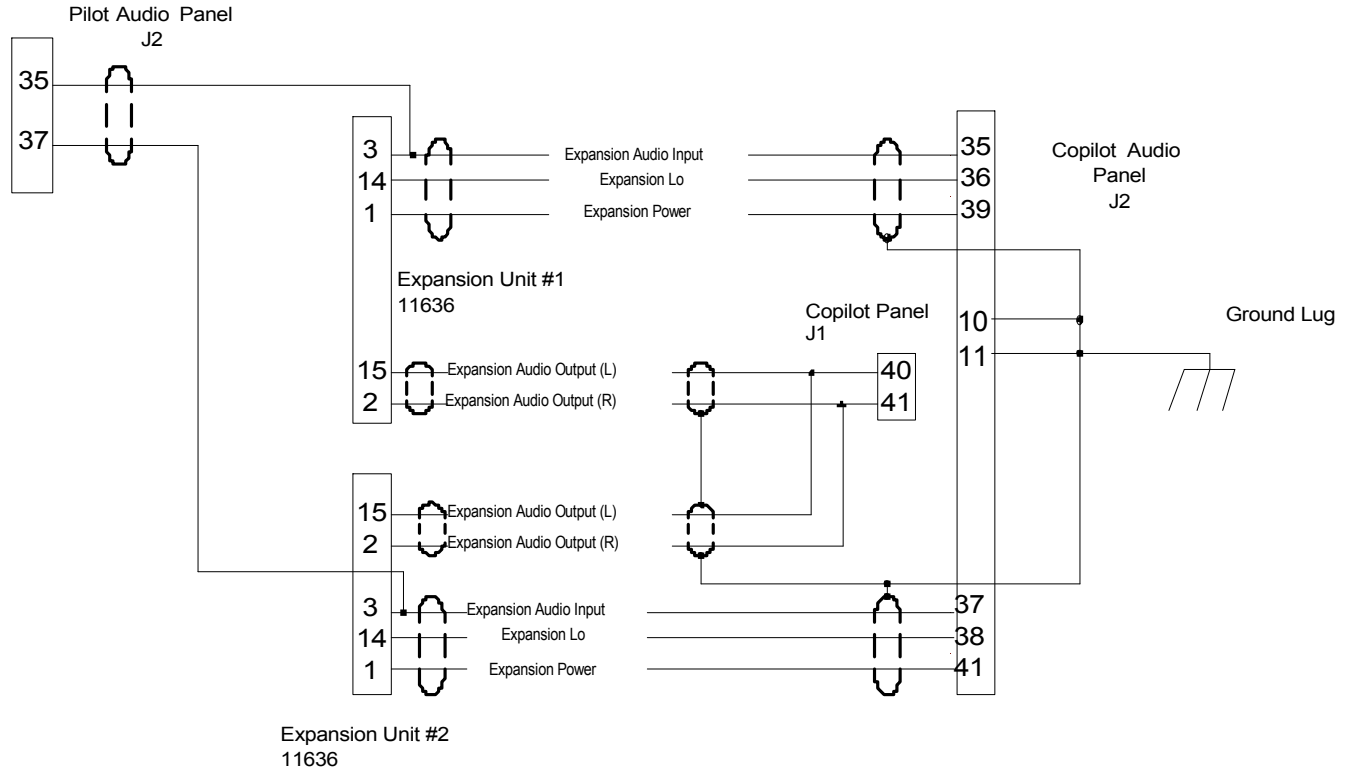 Pilot Audio Panel
J2
35
37
3
14
1
Expansion Audio Input
Expansion Lo
Expansion Power
35
36
39
Copilot Audio
Panel
J2
Expansion Unit #1
11636
Copilot Panel
J1
10
11
Ground Lug
15
2
Expansion Audio Output (L)
Expansion Audio Output (R)
40
41
15
2
Expansion Audio Output (L)
Expansion Audio Output (R)
3
14
1
Expansion Audio Input
Expansion Lo
Expansion Power
37
38
41
Expansion Unit #2
11636